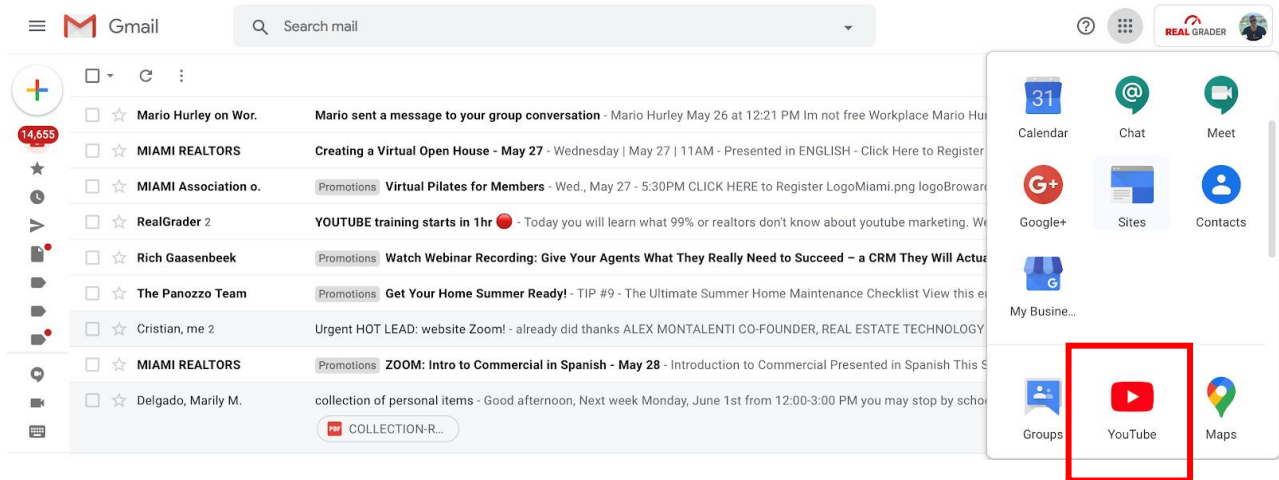 Gmail
Search mail
REAL GRADER
14,655
Mario Hurley on Wor. Mario sent a message to your group conversation - Mario Hurley May 26 at 12:21 PM Im not free Workplace Mario Hu
MIAMI REALTORS Creating a Virtual Open House - May 27 - Wednesday | May 27 | 11AM - Presented in ENGLISH - Click Here to Register
MIAMI Association o. Promotions Virtual Pilates for Members - Wed., May 27 - 5:30PM CLICK HERE to Register LogoMiami.png logoBroward
RealGrader 2 YOUTUBE training starts in 1hr 🔴 - Today you will learn what 99% or realtors don't know about youtube marketing. We
Rich Gaasenbeek Promotions Watch Webinar Recording: Give Your Agents What They Really Need to Succeed – a CRM They Will Actua
The Panozzo Team Promotions Get Your Home Summer Ready! - TIP #9 - The Ultimate Summer Home Maintenance Checklist View this e
Cristian, me 2 Urgent HOT LEAD: website Zoom! - already did thanks ALEX MONTALENTI CO-FOUNDER, REAL ESTATE TECHNOLOGY
MIAMI REALTORS Promotions ZOOM: Intro to Commercial in Spanish - May 28 - Introduction to Commercial Presented in Spanish This S
Delgado, Marily M. collection of personal items - Good afternoon, Next week Monday, June 1st from 12:00-3:00 PM you may stop by scho
PDF COLLECTION-R...
31
Calendar Chat Meet
G+
Google+ Sites Contacts
G
My Busine...
Groups YouTube Maps